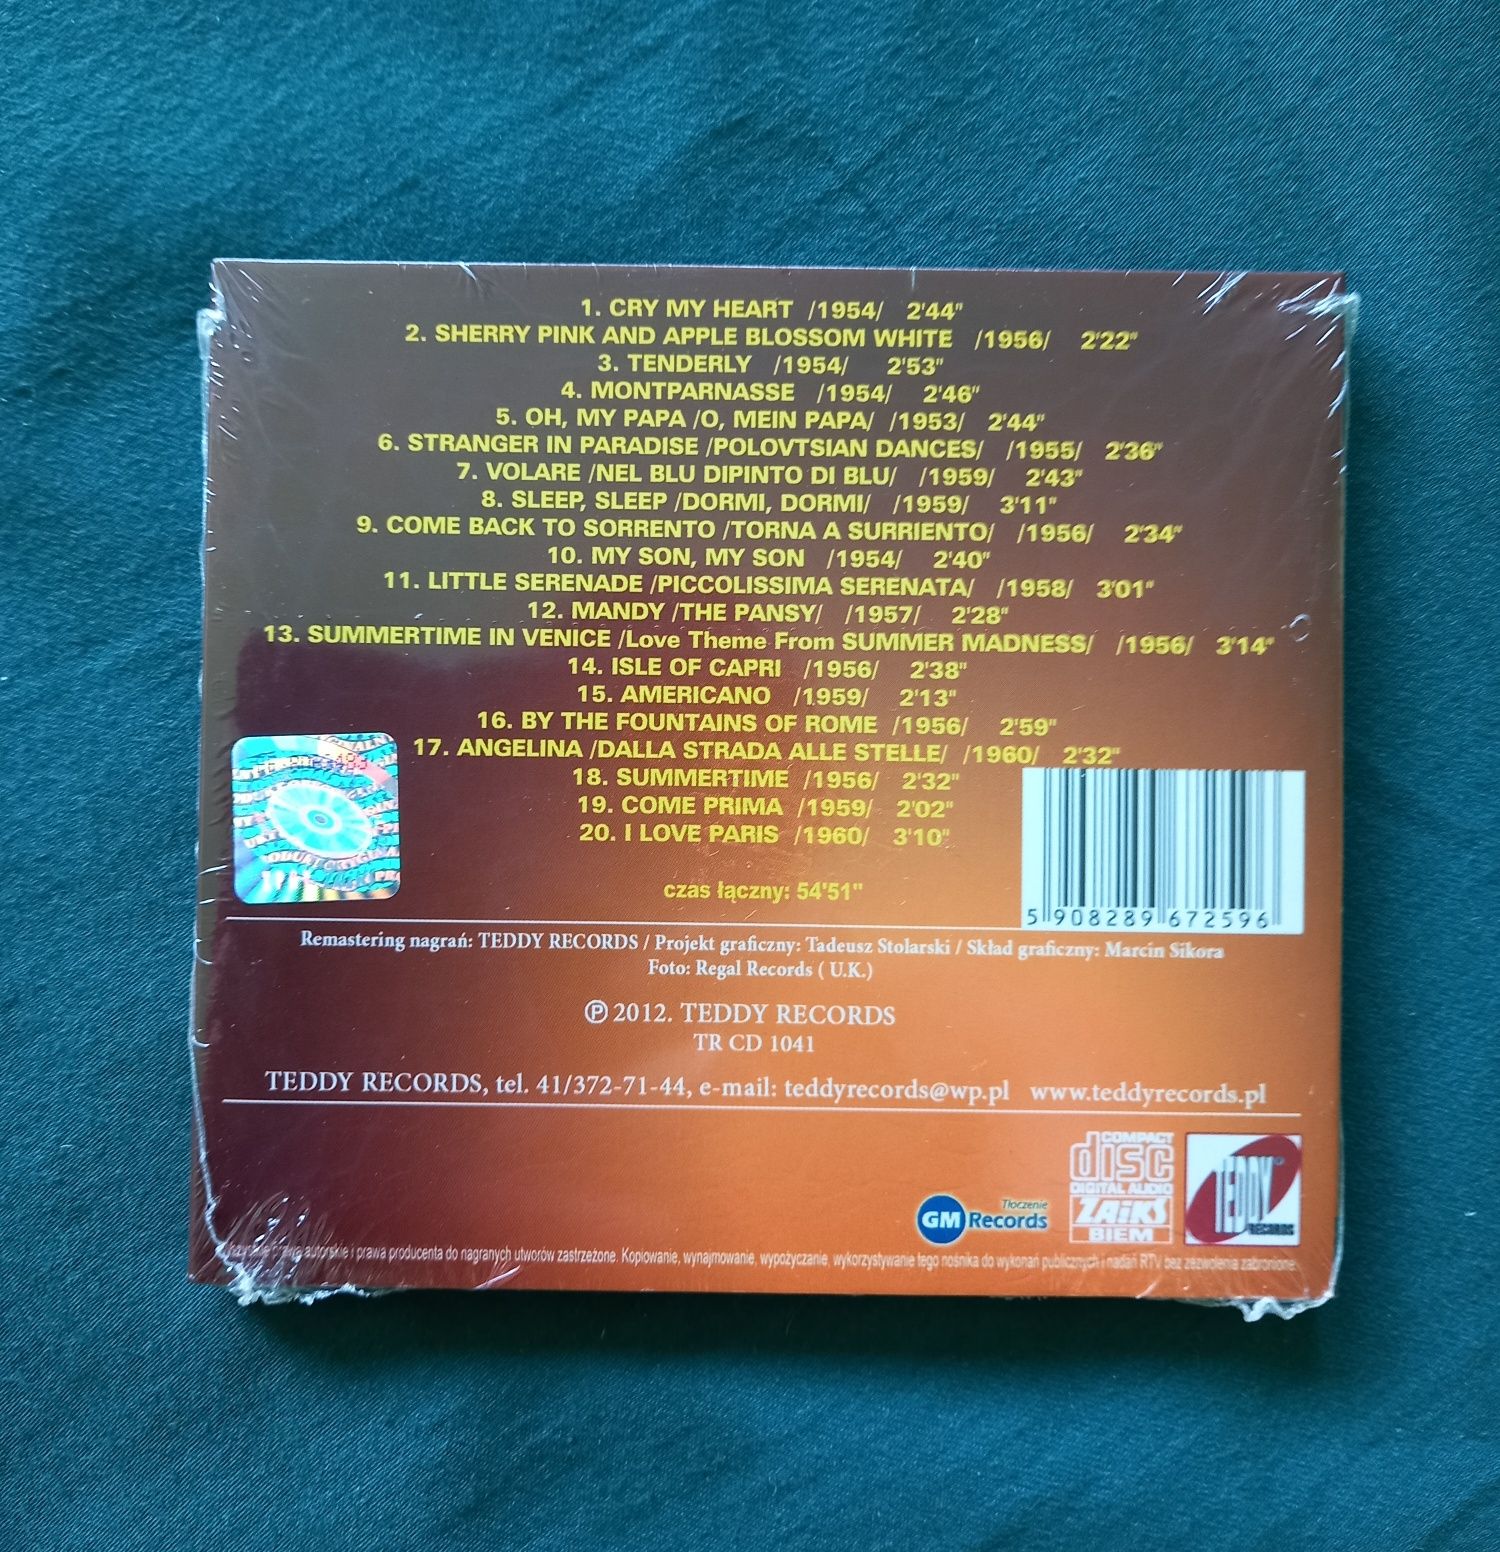 1. CRY MY HEART /1954/ 2'44"
2. SHERRY PINK AND APPLE BLOSSOM WHITE /1956/ 2'22"
3. TENDERLY /1954/ 2'53"
4. MONTPARNASSE /1954/ 2'46"
5. OH, MY PAPA /O, MEIN PAPA/ /1953/ 2'44"
6. STRANGER IN PARADISE /POLOVTSIAN DANCES/ /1955/ 2'36"
7. VOLARE /NEL BLU DIPINTO DI BLU/ /1959/ 2'43"
8. SLEEP, SLEEP /DORMI, DORMI/ /1959/ 3'11"
9. COME BACK TO SORRENTO /TORNA A SURRIENTO/ /1956/ 2'34"
10. MY SON, MY SON /1954/ 2'40"
11. LITTLE SERENADE /PICCOLISSIMA SERENATA/ /1958/ 3'01"
12. MANDY /THE PANSY/ /1957/ 2'28"
13. SUMMERTIME IN VENICE /Love Theme From SUMMER MADNESS/ /1956/ 3'14"
14. ISLE OF CAPRI /1956/ 2'38"
15. AMERICANO /1959/ 2'13"
16. BY THE FOUNTAINS OF ROME /1956/ 2'59"
17. ANGELINA /DALLA STRADA ALLE STELLE/ /1960/ 2'32"
18. SUMMERTIME /1956/ 2'32"
19. COME PRIMA /1959/ 2'02"
20. I LOVE PARIS /1960/ 3'10"
czas łączny: 54'51"
5 908289 672596
Remastering nagrań: TEDDY RECORDS / Projekt graficzny: Tadeusz Stolarski / Skład graficzny: Marcin Sikora
Foto: Regal Records ( U.K.)
℗ 2012. TEDDY RECORDS
TR CD 1041
TEDDY RECORDS, tel. 41/372-71-44, e-mail: teddyrecords@wp.pl www.teddyrecords.pl
COMPACT
disc
DIGITAL AUDIO
ZAiKS
BIEM
TEDDY
RECORDS
Tłoczenie
GM Records
prawa autorskie i prawa producenta do nagranych utworów zastrzeżone. Kopiowanie, wynajmowanie, wypożyczanie, wykorzystywanie tego nośnika do wykonań publicznych i nadań RTV bez zezwolenia zabronione.